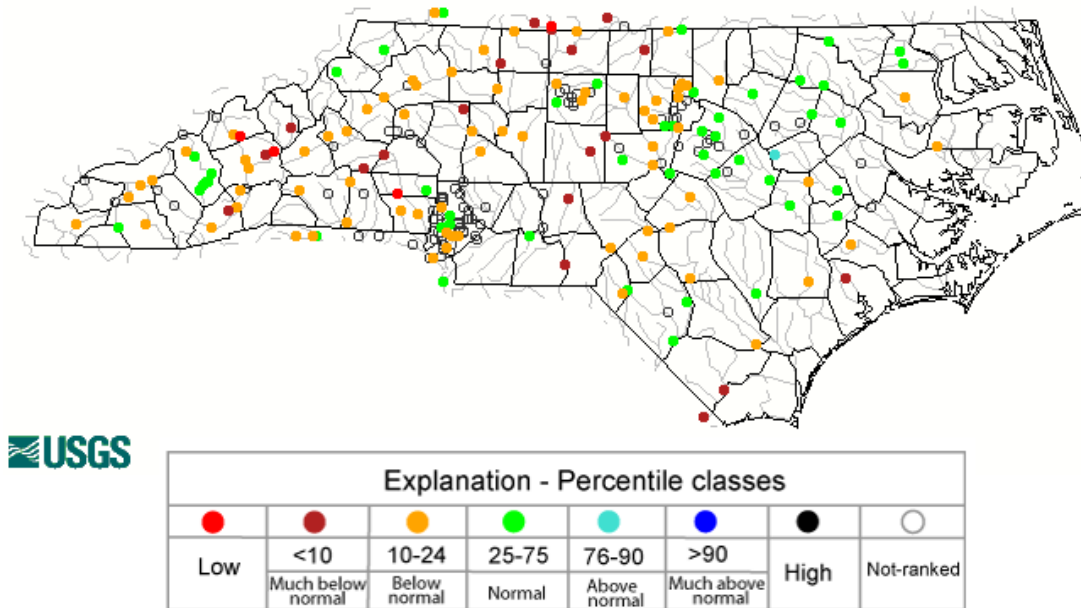 USGS
Explanation - Percentile classes
Low
<10
10-24
25-75
76-90
>90
High
Not-ranked
Much below
normal
Below
normal
Normal
Above
normal
Much above
normal